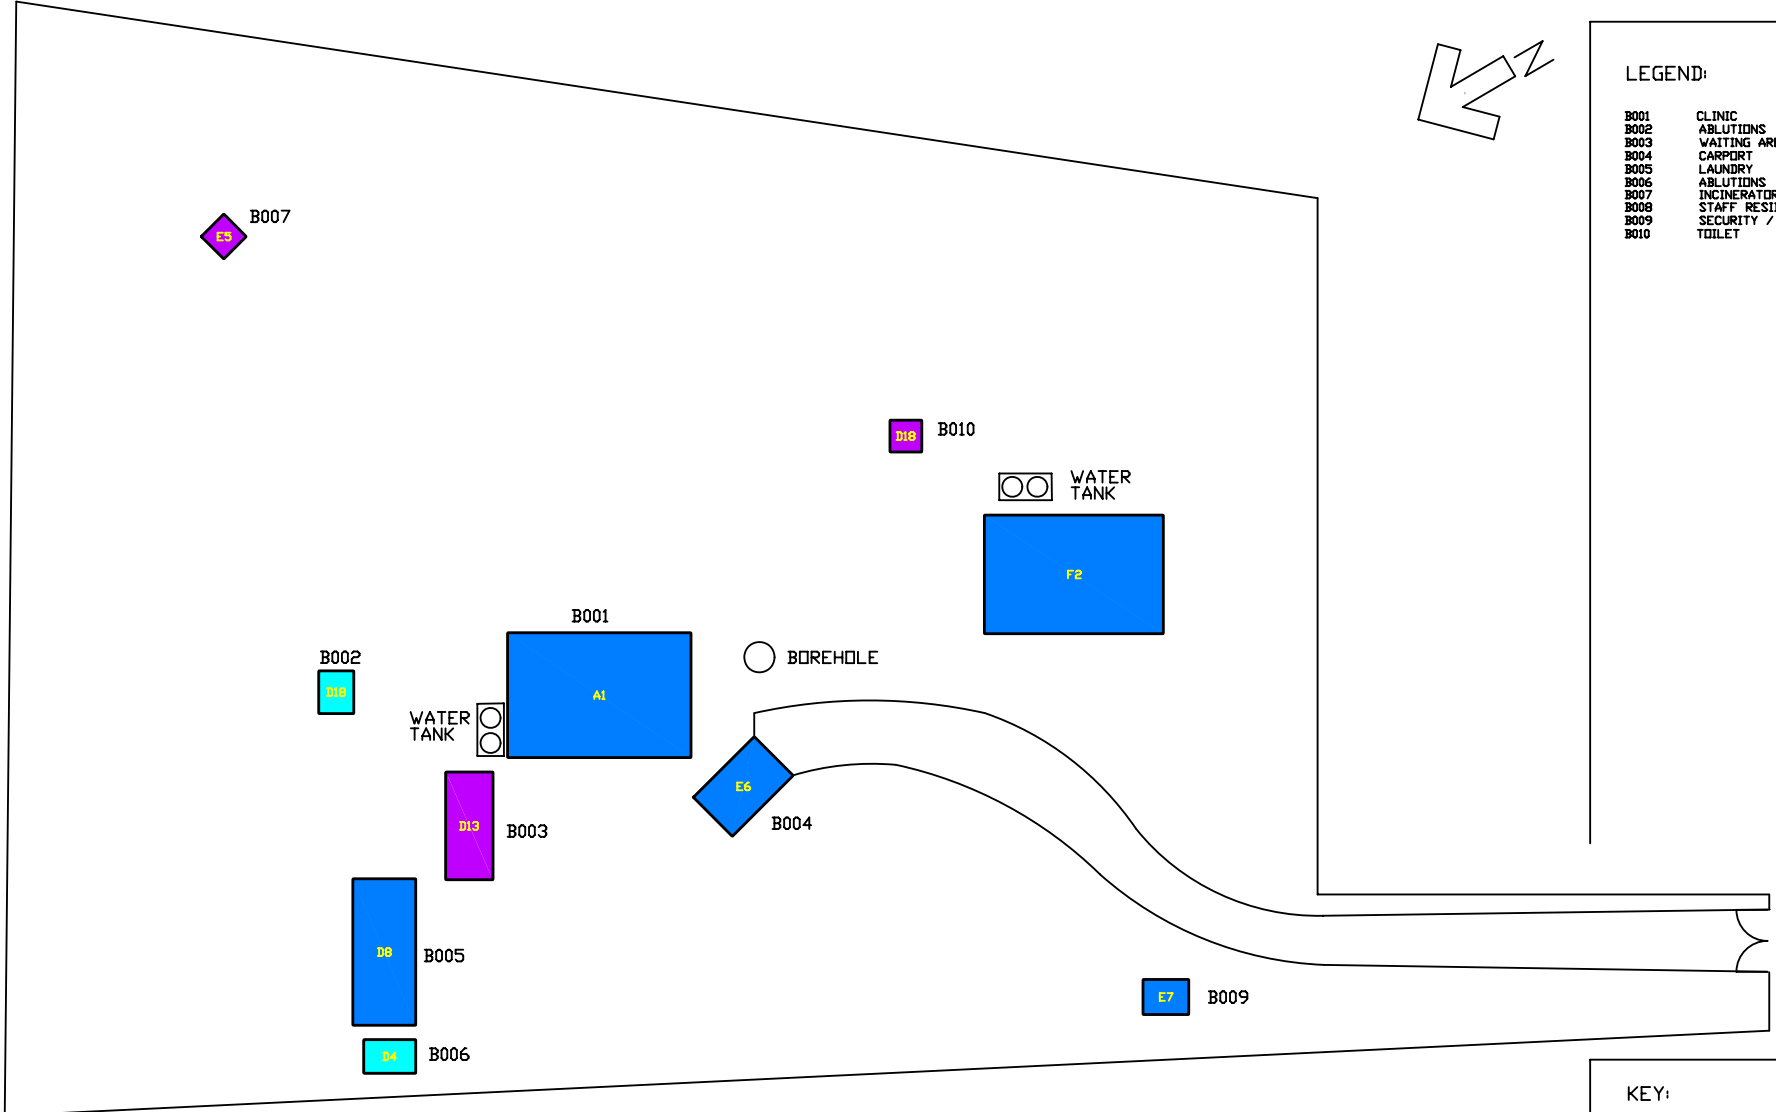 N
LEGEND:
B001 CLINIC
B002 ABLUTIONS
B003 WAITING
B004 CARPORT
B005 LAUNDRY
B006 ABLUTIONS
B007 INCINERATOR
B008 STAFF
B009 SECURITY /
B010 TOILET
B007
E5
D18
B010
WATER
TANK
F2
B001
B002
BOREHOLE
D18
A1
WATER
TANK
E6
B004
D13
B003
D8
B005
E7
B009
D4
B006
KEY: